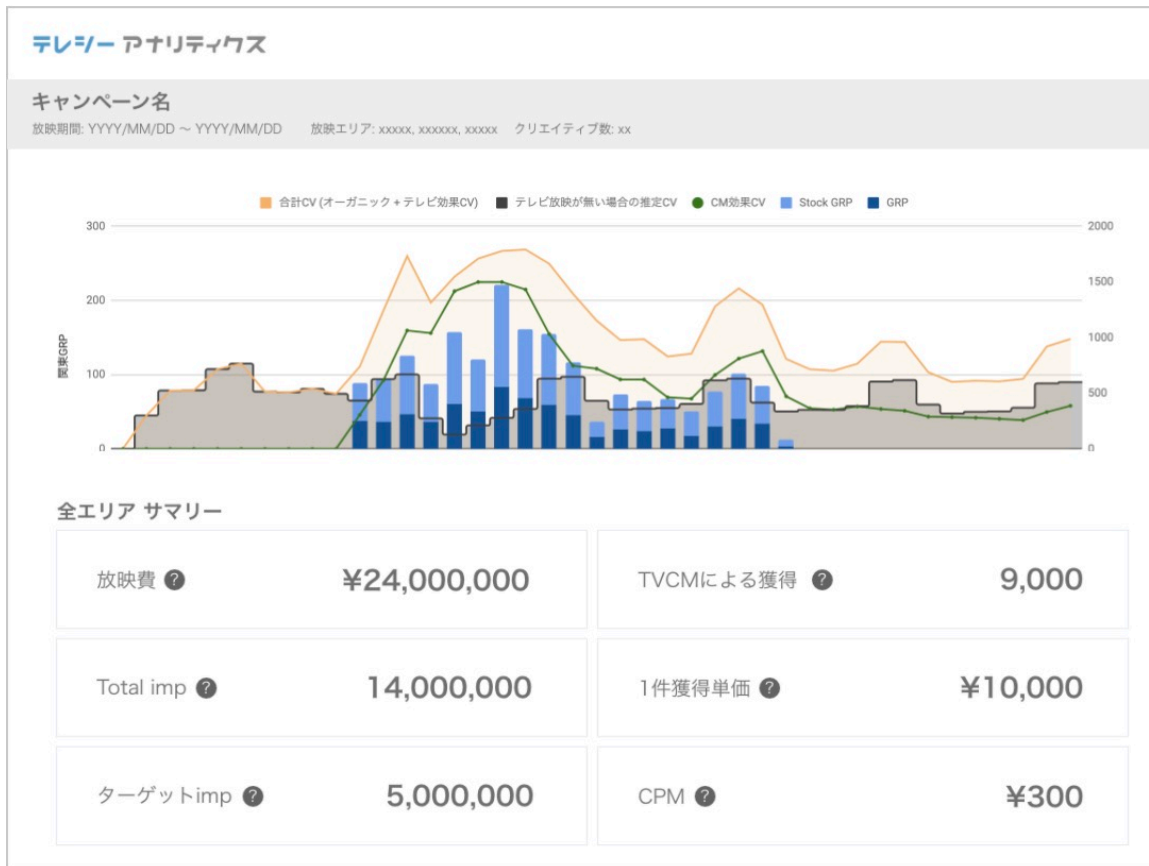 テレシー アナリティクス
キャンペーン名
放映期間: YYYY/MM/DD ～ YYYY/MM/DD 放映エリア: xxxxx, xxxxxx, xxxxx クリエイティブ数: xx
合計CV (オーガニック + テレビ効果CV) テレビ放映が無い場合の推定CV CM効果CV Stock GRP GRP
300 2000
1500
200
1000
関東GRP
100
500
0 0
全エリア サマリー
放映費 ? ¥24,000,000 TVCMによる獲得 ? 9,000
Total imp ? 14,000,000 1件獲得単価 ? ¥10,000
ターゲットimp ? 5,000,000 CPM ? ¥300